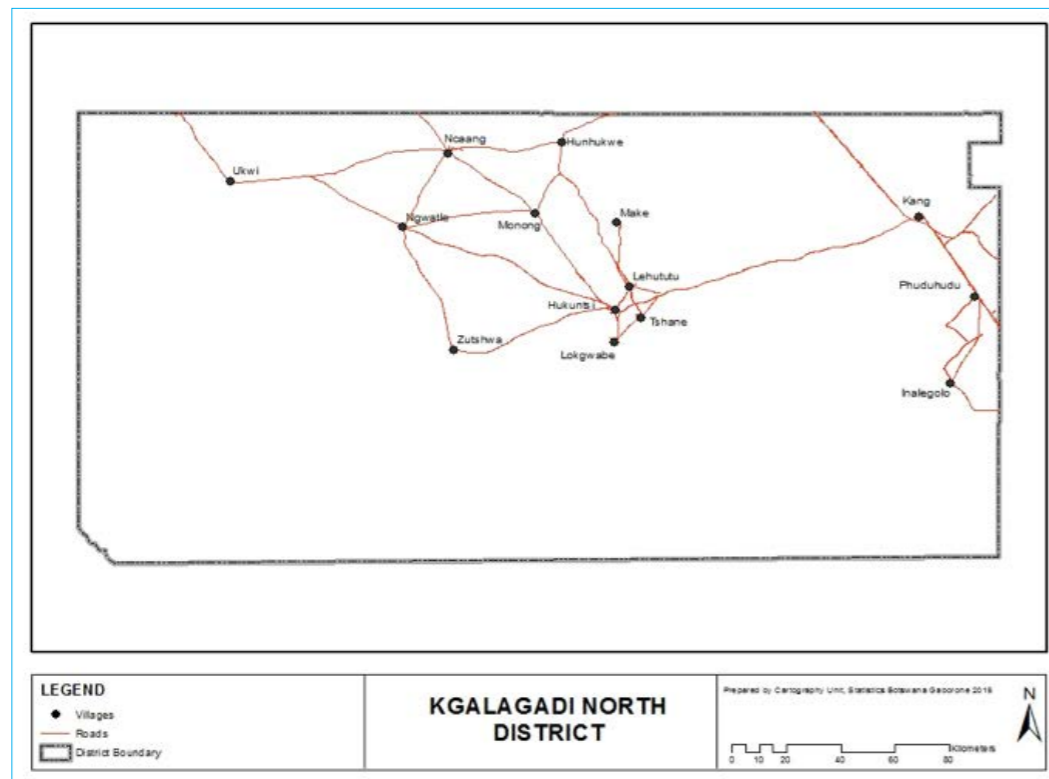 Ncaang
Hunhukwe
Ukwi
Kang
Ngwatle
Monong
Make
Lehututu
Phuduhudu
Hukuntsi
Tshane
Zutshwa
Lokgwabe
Inalegolo
LEGEND
Villages
Roads
District Boundary
KGALAGADI NORTH
DISTRICT
Prepared by Cartography Unit, Statistics Botswana Gaborone 2015
N
Kilometers
0 10 20 40 60 80